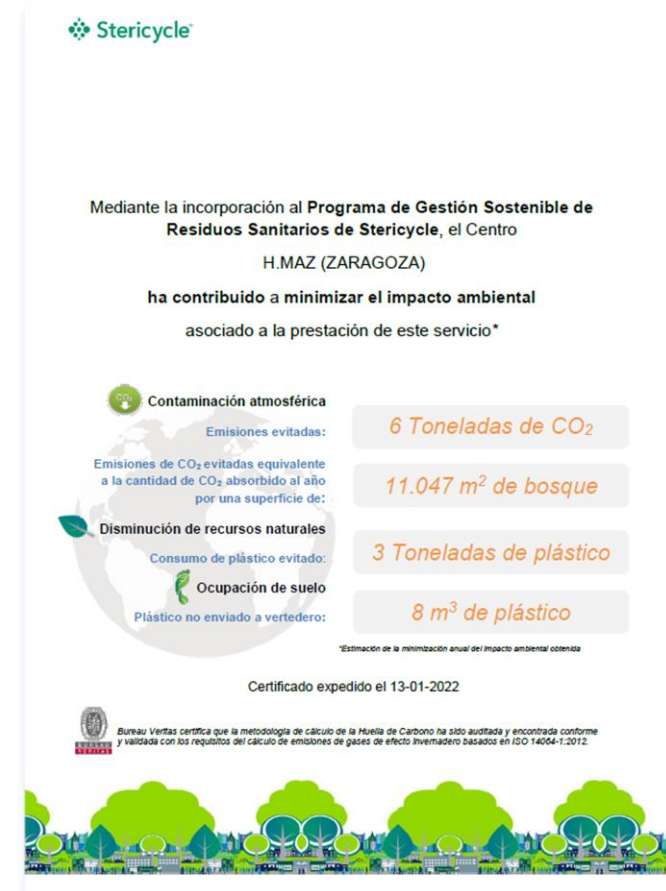 Stericycle®
Mediante la incorporación al Programa de Gestión Sostenible de
Residuos Sanitarios de Stericycle, el Centro
H.MAZ (ZARAGOZA)
ha contribuido a minimizar el impacto ambiental
asociado a la prestación de este servicio*
CO₂
Contaminación atmosférica
Emisiones evitadas:
6 Toneladas de CO₂
Emisiones de CO₂ evitadas equivalente
a la cantidad de CO₂ absorbido al año
por una superficie de:
11.047 m² de bosque
Disminución de recursos naturales
Consumo de plástico evitado:
3 Toneladas de plástico
Ocupación de suelo
Plástico no enviado a vertedero:
8 m³ de plástico
*Estimación de la minimización anual del impacto ambiental obtenida
Certificado expedido el 13-01-2022
BUREAU
VERITAS
Bureau Veritas certifica que la metodología de cálculo de la Huella de Carbono ha sido auditada y encontrada conforme
y validada con los requisitos del cálculo de emisiones de gases de efecto invernadero basados en ISO 14064-1:2012.